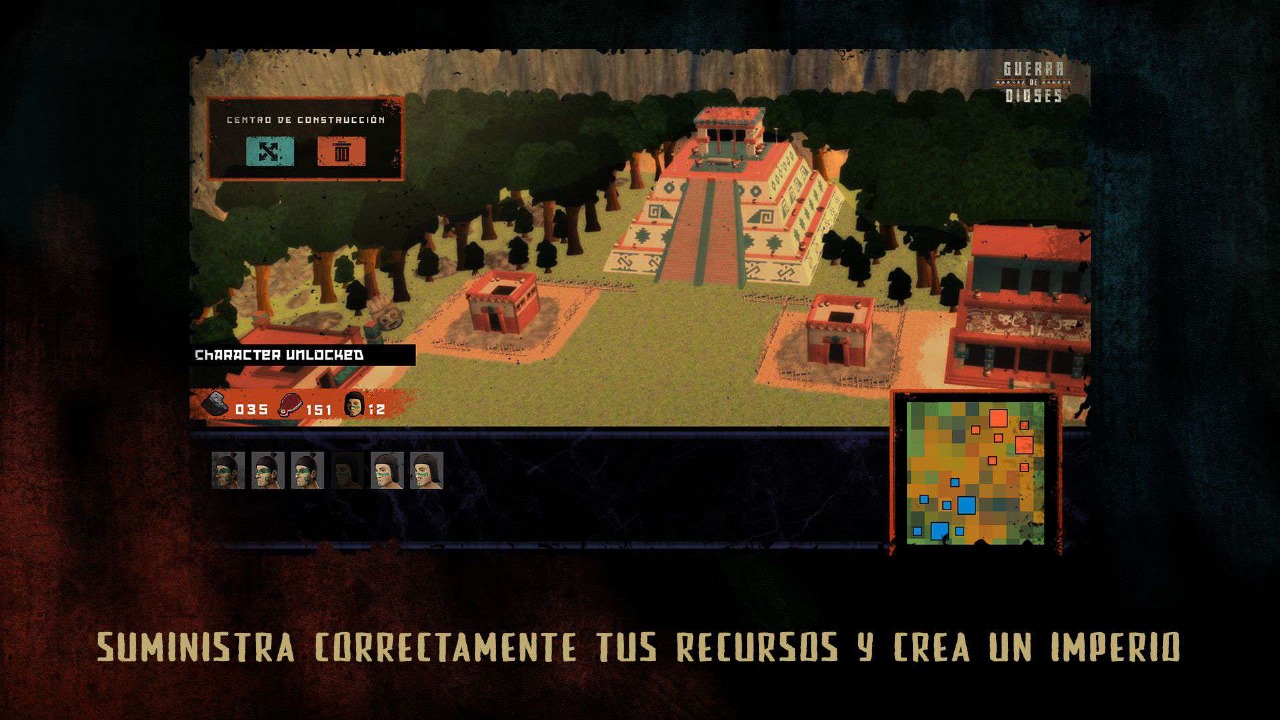 GUERRA
DE
DIOSES
CENTRO DE CONSTRUCCIÓN
CHARACTER UNLOCKED
035 151 12
SUMINISTRA CORRECTAMENTE TUS RECURSOS Y CREA UN IMPERIO